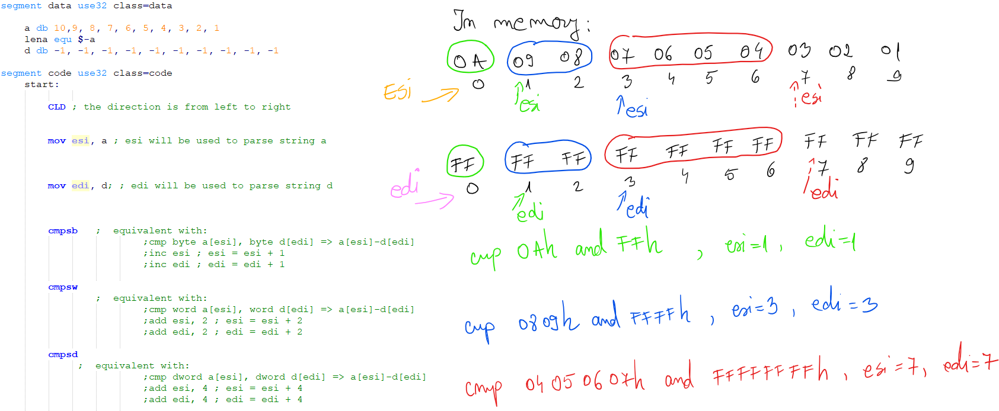 segment data use32 class=data
a db 10,9, 8, 7, 6, 5, 4, 3, 2, 1
lena equ $-a
d db -1, -1, -1, -1, -1, -1, -1, -1, -1, -1
segment code use32 class=code
start:
CLD ; the direction is from left to right
mov esi, a ; esi will be used to parse string a
mov edi, d; ; edi will be used to parse string d
cmpsb ; equivalent with:
;cmp byte a[esi], byte d[edi] => a[esi]-d[edi]
;inc esi ; esi = esi + 1
;inc edi ; edi = edi + 1
cmpsw
; equivalent with:
;cmp word a[esi], word d[edi] => a[esi]-d[edi]
;add esi, 2 ; esi = esi + 2
;add edi, 2 ; edi = edi + 2
cmpsd
; equivalent with:
;cmp dword a[esi], dword d[edi] => a[esi]-d[edi]
;add esi, 4 ; esi = esi + 4
;add edi, 4 ; edi = edi + 4
In memory:
0A 09 08 07 06 05 04 03 02 01
0 1 2 3 4 5 6 7 8 9
esi esi esi esi
FF FF FF FF FF FF FF FF FF FF
0 1 2 3 4 5 6 7 8 9
edi edi edi edi
cmp 0Ah and FFh , esi=1, edi=1
cmp 0809h and FFFFh , esi=3, edi=3
cmp 04050607h and FFFFFFFFh, esi=7, edi=7